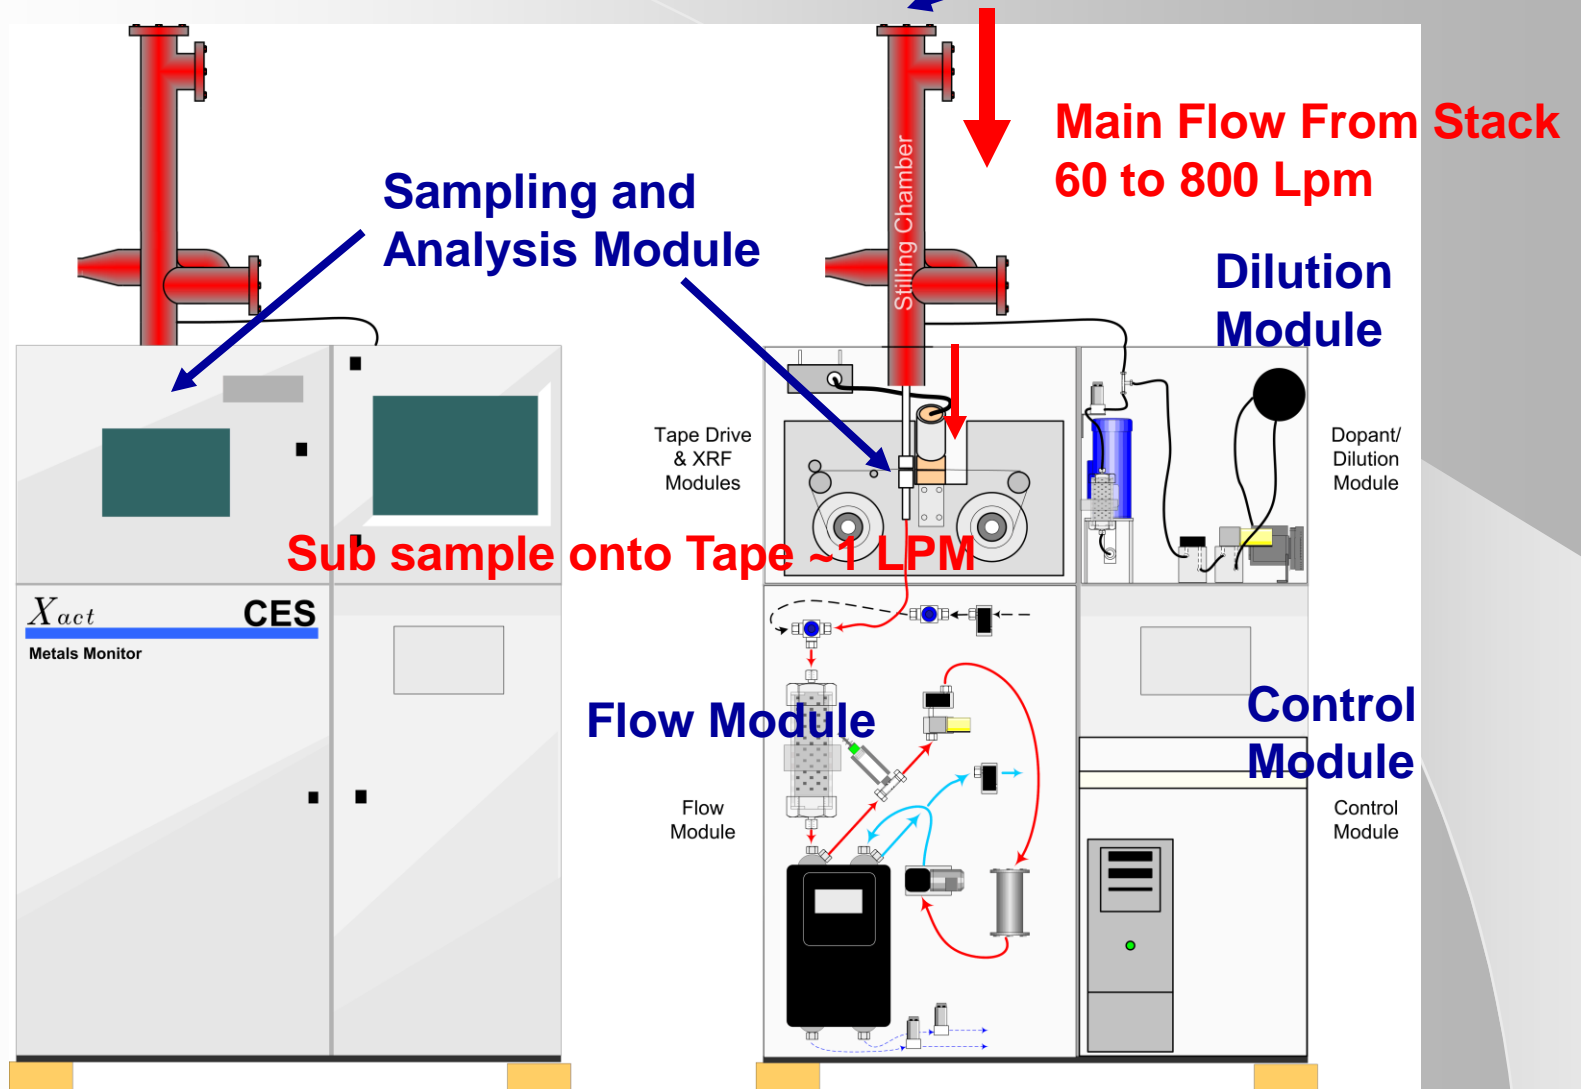 Main Flow From Stack
60 to 800 Lpm
Sampling and
Analysis Module
Stilling Chamber
Dilution
Module
Tape Drive
& XRF
Modules
Dopant/
Dilution
Module
Sub sample onto Tape ~1 LPM
Xact
CES
Metals Monitor
Flow Module
Control
Module
Flow
Module
Control
Module